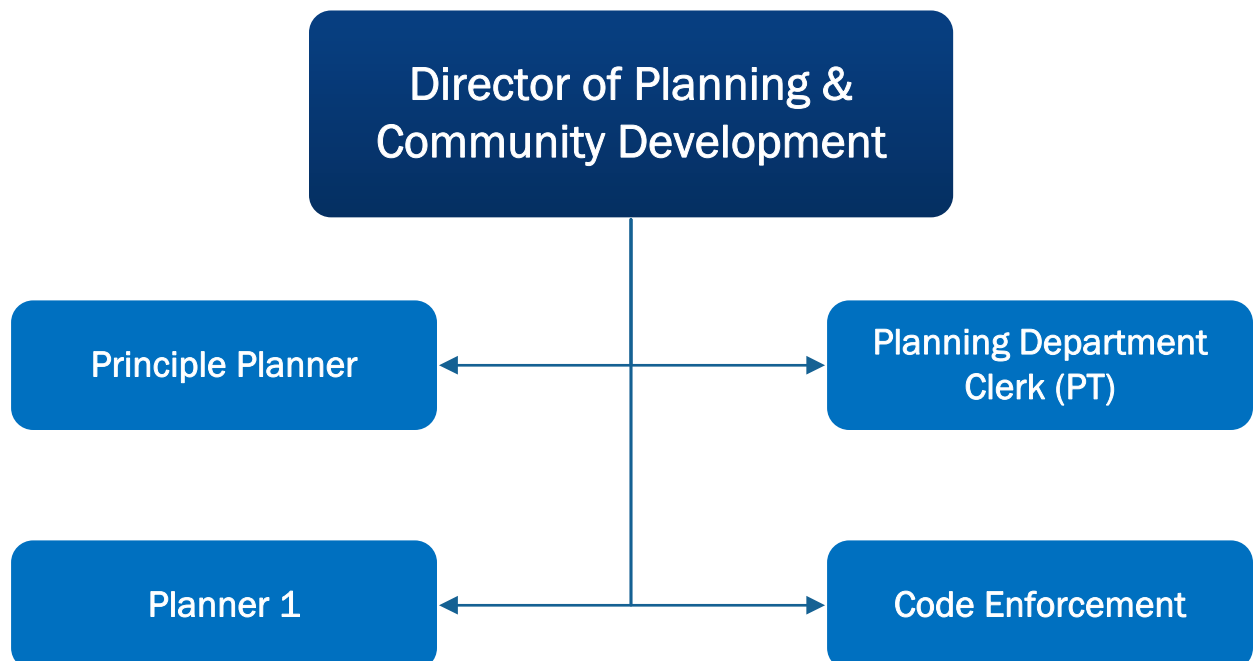 Director of Planning &
Community Development
Principle Planner
Planning Department
Clerk (PT)
Planner 1
Code Enforcement